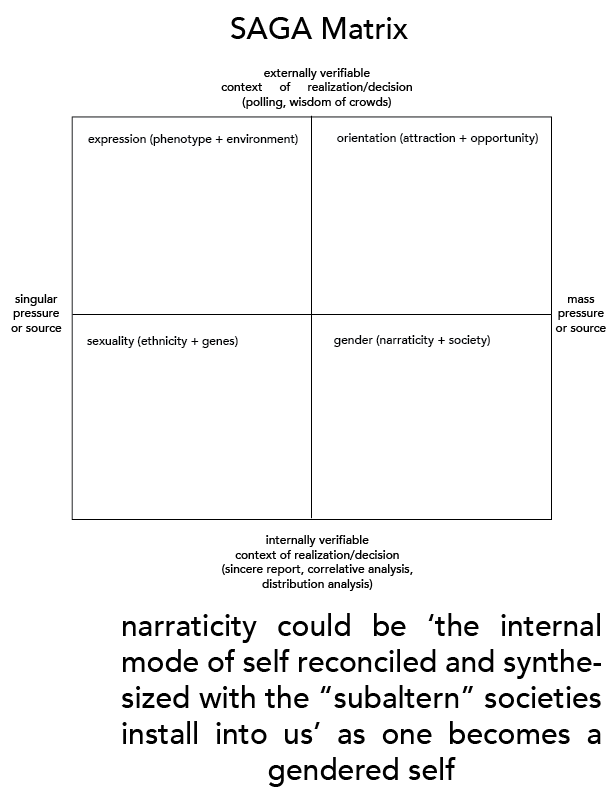 SAGA Matrix
externally verifiable
context of realization/decision
(polling, wisdom of crowds)
expression (phenotype + environment)
orientation (attraction + opportunity)
singular
pressure
or source
mass
pressure
or source
sexuality (ethnicity + genes)
gender (narraticity + society)
internally verifiable
context of realization/decision
(sincere report, correlative analysis,
distribution analysis)
narraticity could be ‘the internal
mode of self reconciled and synthe-
sized with the “subaltern” societies
install into us’ as one becomes a
gendered self